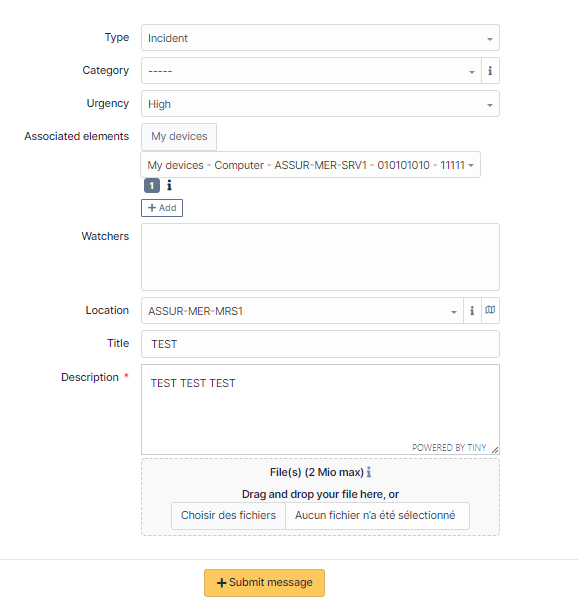 Type Incident
Category -----
Urgency High
Associated elements My devices
My devices - Computer - ASSUR-MER-SRV1 - 010101010 - 11111
1
+ Add
Watchers
Location ASSUR-MER-MRS1
Title TEST
Description *
TEST TEST TEST
POWERED BY TINY
File(s) (2 Mio max)
Drag and drop your file here, or
Choisir des fichiers Aucun fichier n'a été sélectionné
+ Submit message